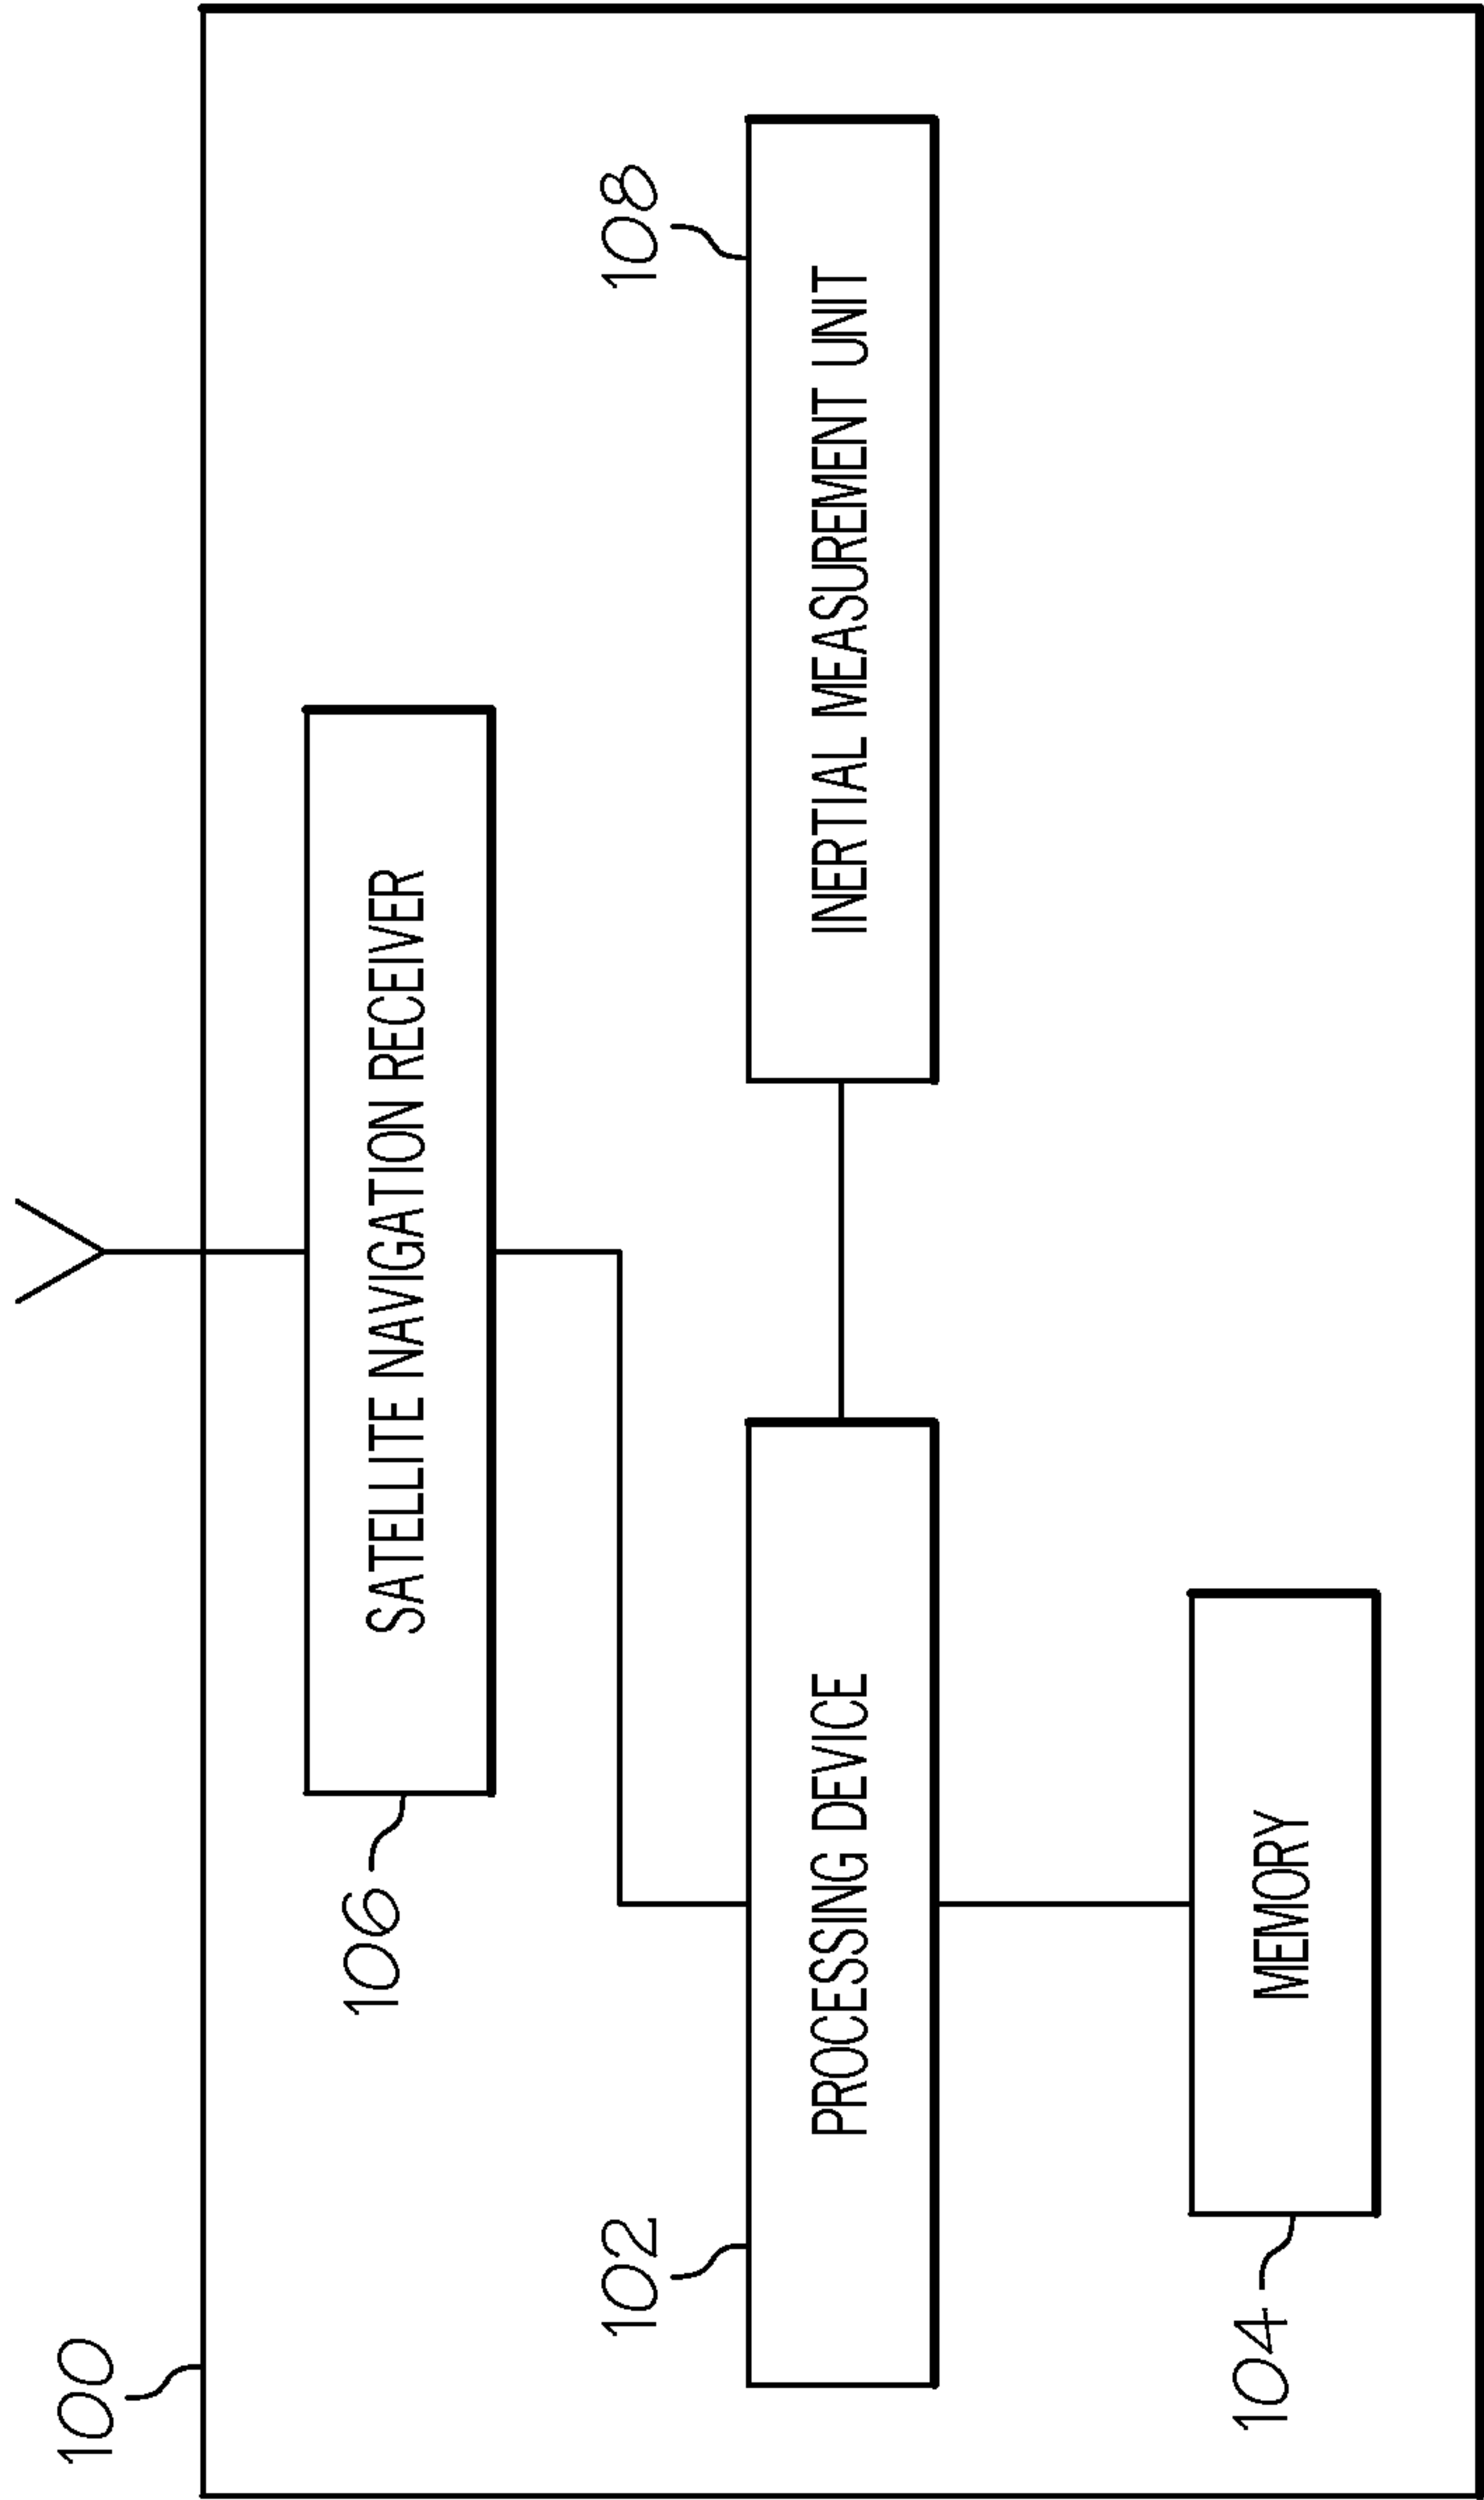 100
106
SATELLITE NAVIGATION RECEIVER
102
108
PROCESSING DEVICE
INERTIAL MEASUREMENT UNIT
104
MEMORY